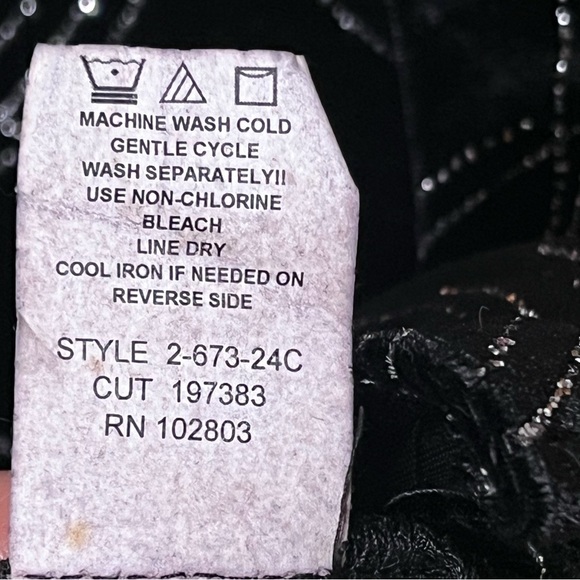 MACHINE WASH COLD
GENTLE CYCLE
WASH SEPARATELY!!
USE NON-CHLORINE
BLEACH
LINE DRY
COOL IRON IF NEEDED ON
REVERSE SIDE
STYLE 2-673-24C
CUT 197383
RN 102803